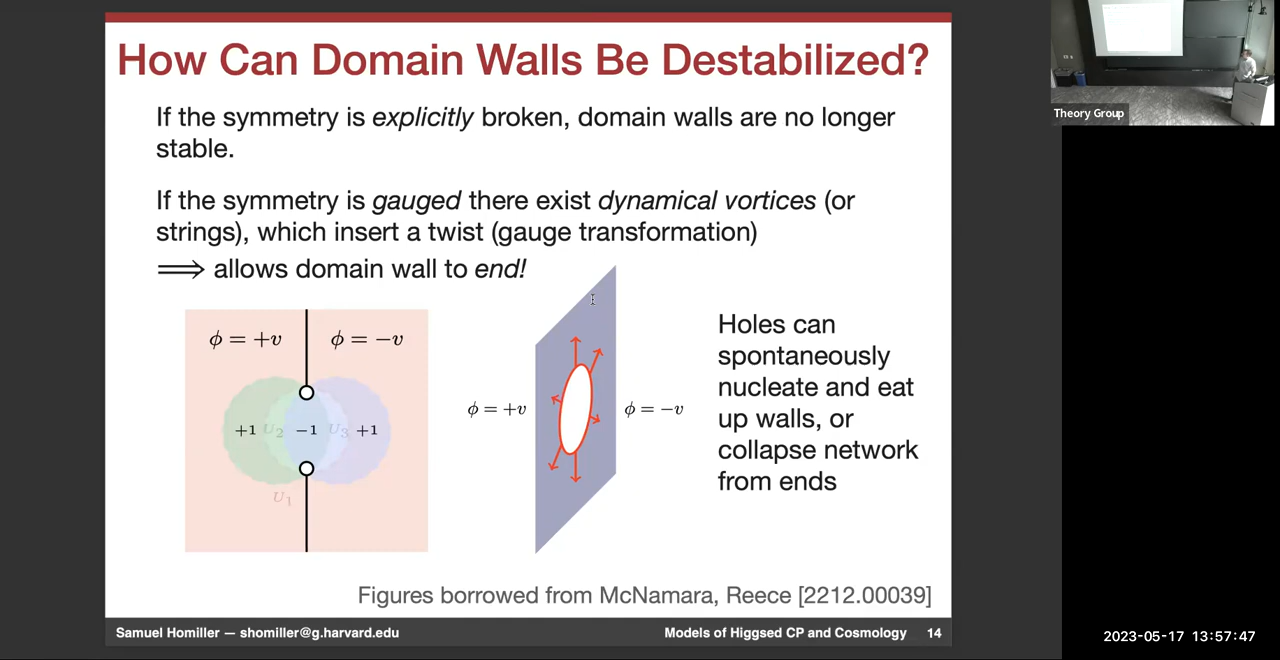 How Can Domain Walls Be Destabilized?
If the symmetry is explicitly broken, domain walls are no longer
stable.
If the symmetry is gauged there exist dynamical vortices (or
strings), which insert a twist (gauge transformation)
⟹ allows domain wall to end!
ϕ = +v
ϕ = −v
+1 U₂ −1 U₃ +1
U₁
ϕ = +v
ϕ = −v
Holes can
spontaneously
nucleate and eat
up walls, or
collapse network
from ends
Figures borrowed from McNamara, Reece [2212.00039]
Samuel Homiller — shomiller@g.harvard.edu
Models of Higgsed CP and Cosmology 14
Theory Group
2023-05-17 13:57:47